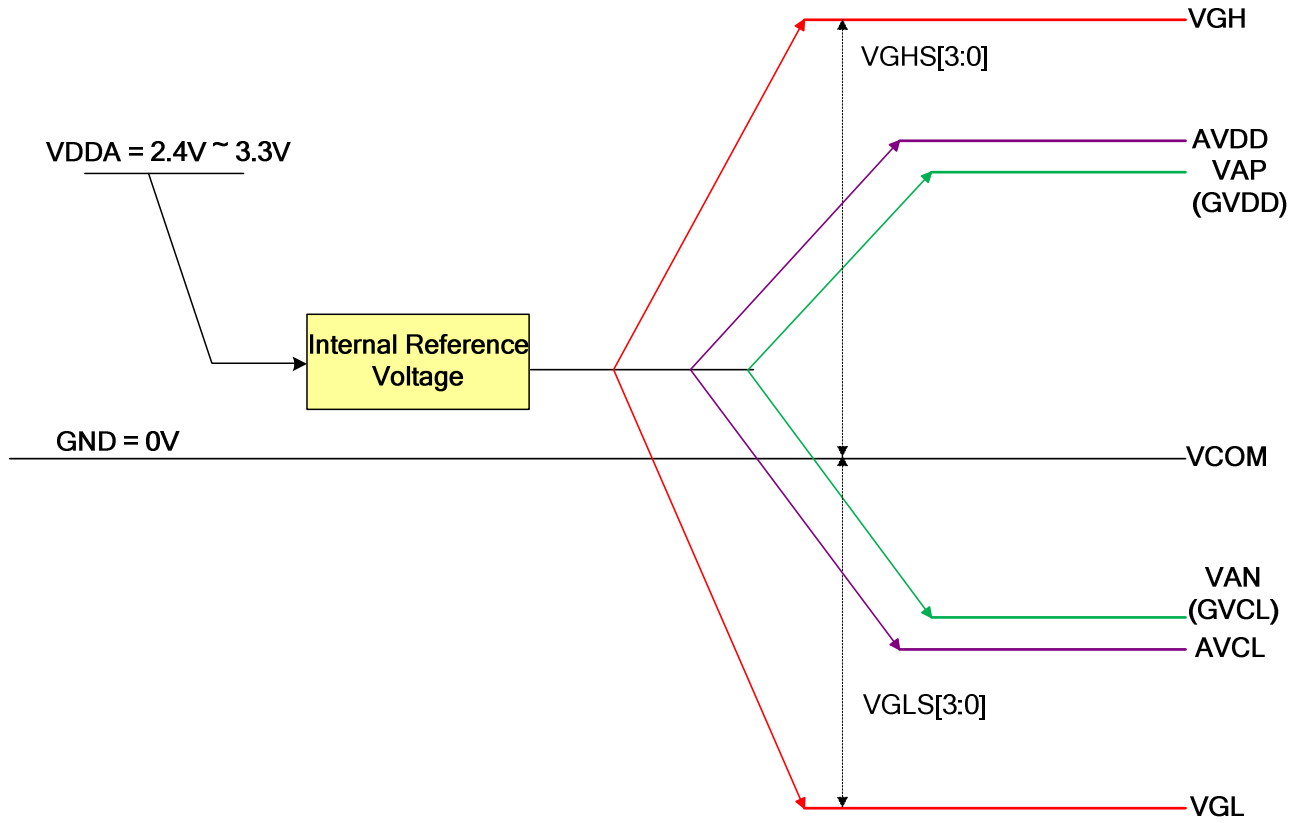 VGH
VGHS[3:0]
VDDA = 2.4V ~ 3.3V
AVDD
VAP
(GVDD)
Internal Reference
Voltage
GND = 0V
VCOM
VAN
(GVCL)
AVCL
VGLS[3:0]
VGL